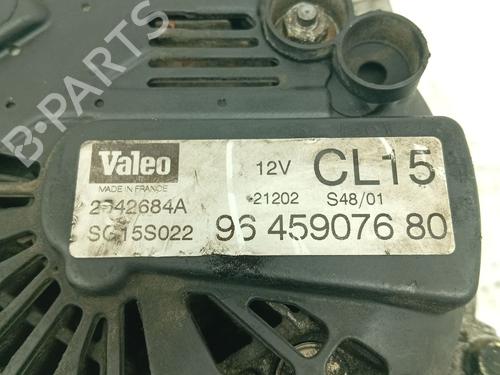 B-PARTS
Valeo
MADE IN FRANCE
12V CL15
2542684A 21202 S48/01
SG15S022 96 459076 80